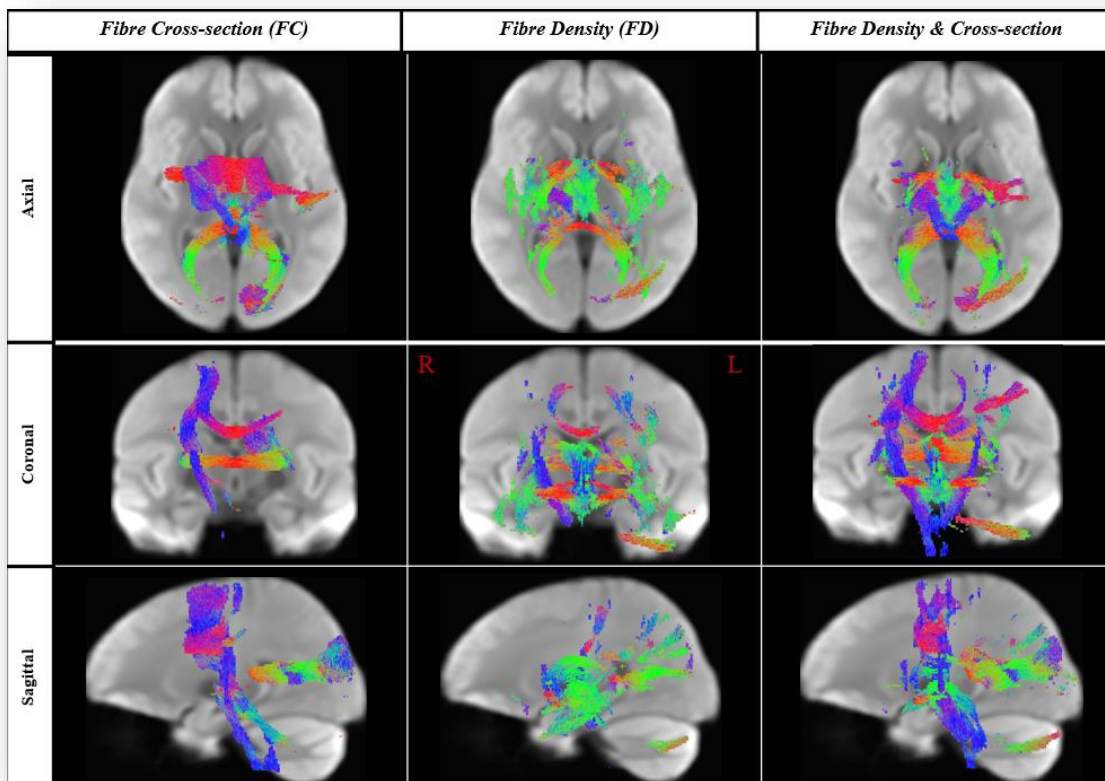 Fibre Cross-section (FC)
Fibre Density (FD)
Fibre Density & Cross-section
Axial
Coronal
R
L
Sagittal